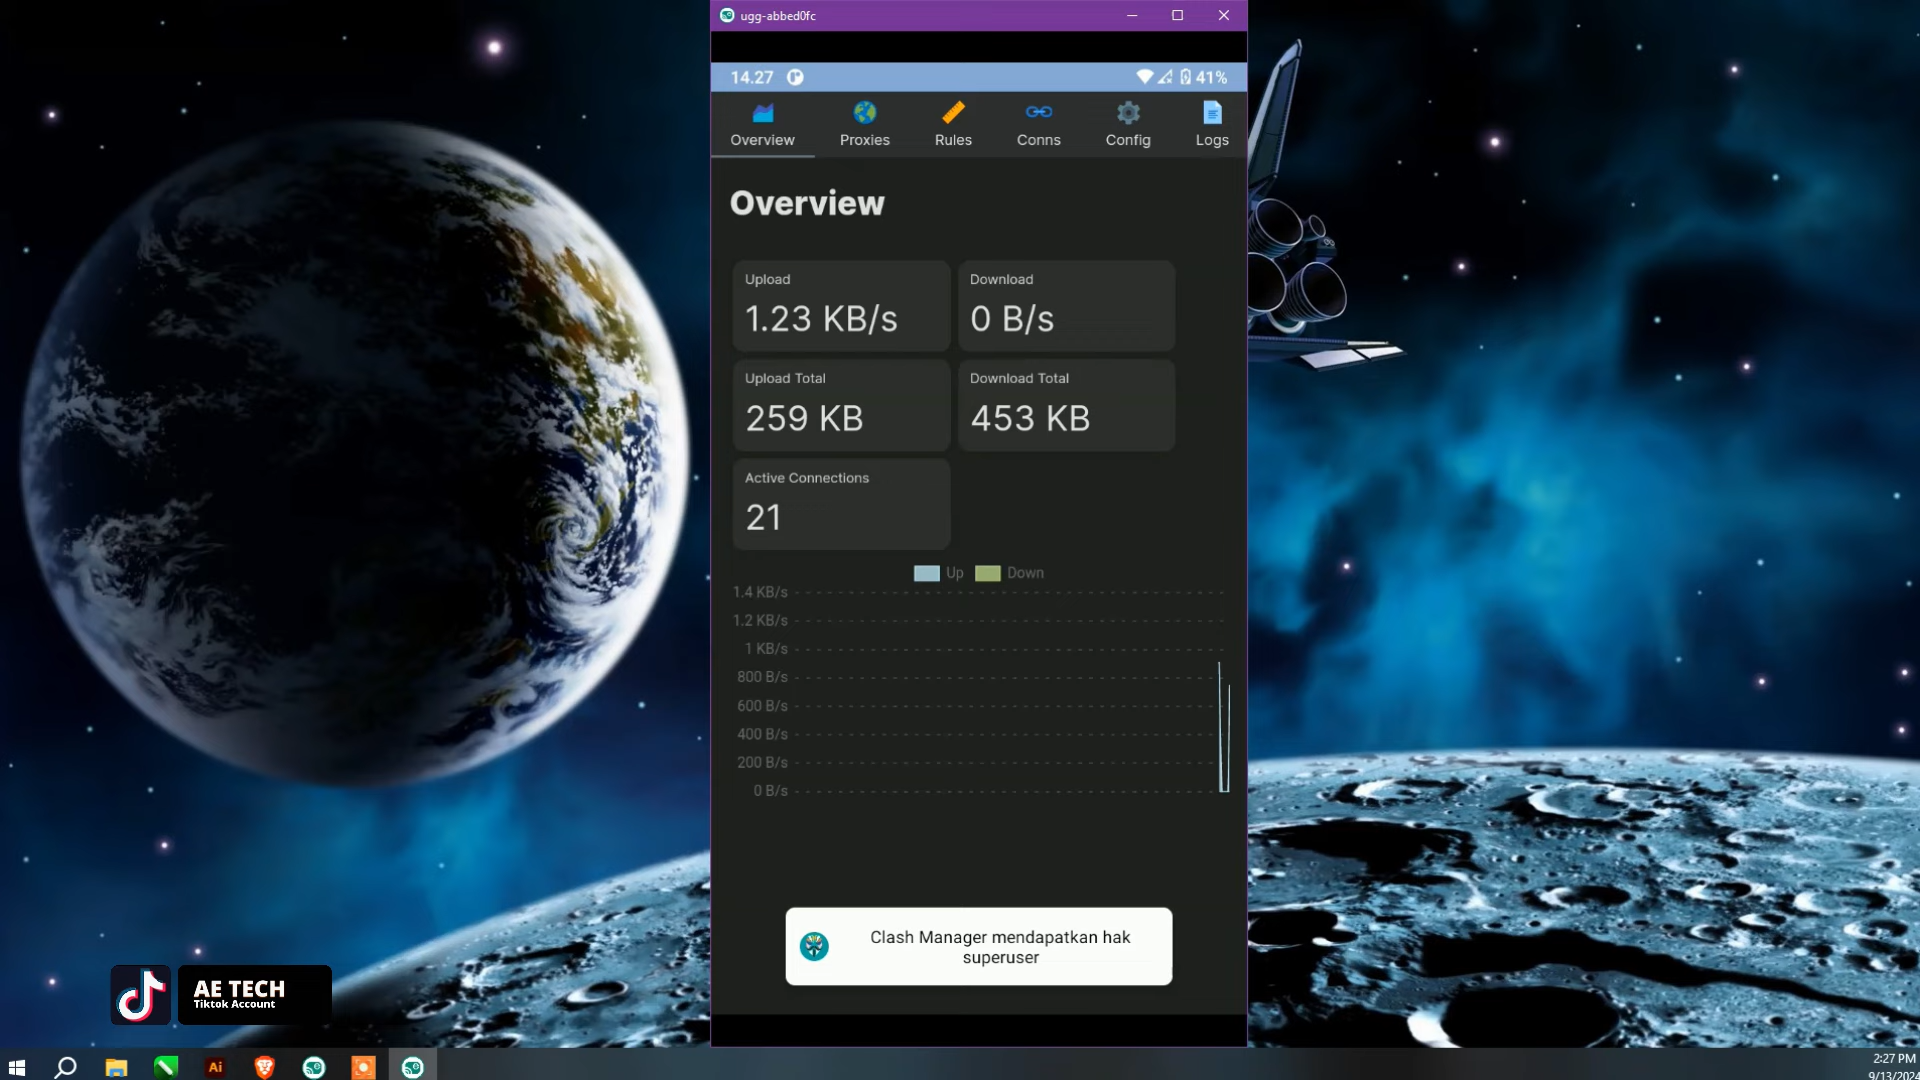 ugg-abbed0fc
14.27
41%
Overview
Proxies
Rules
Conns
Config
Logs
Overview
Upload
1.23 KB/s
Download
0 B/s
Upload Total
259 KB
Download Total
453 KB
Active Connections
21
Up
Down
1.4 KB/s
1.2 KB/s
1 KB/s
800 B/s
600 B/s
400 B/s
200 B/s
0 B/s
Clash Manager mendapatkan hak
superuser
AE TECH
Tiktok Account
Ai
2:27 PM
9/13/2024